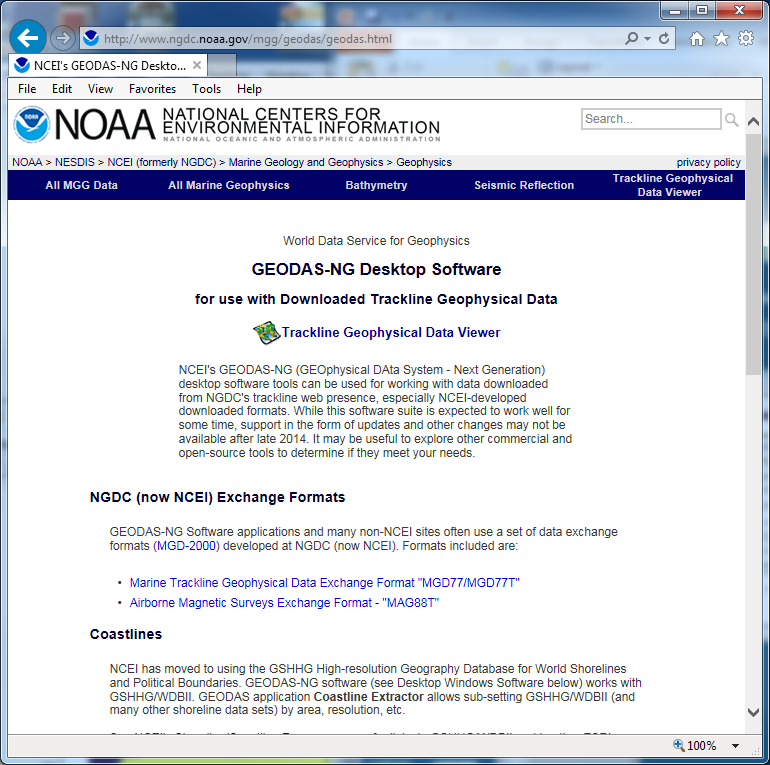 http://www.ngdc.noaa.gov/mgg/geodas/geodas.html
NCEI's GEODAS-NG Deskto...
File Edit View Favorites Tools Help
NOAA
NATIONAL CENTERS FOR
ENVIRONMENTAL INFORMATION
NATIONAL OCEANIC AND ATMOSPHERIC ADMINISTRATION
Search...
NOAA > NESDIS > NCEI (formerly NGDC) > Marine Geology and Geophysics > Geophysics privacy policy
All MGG Data All Marine Geophysics Bathymetry Seismic Reflection Trackline Geophysical
Data Viewer
World Data Service for Geophysics
GEODAS-NG Desktop Software
for use with Downloaded Trackline Geophysical Data
Trackline Geophysical Data Viewer
NCEI's GEODAS-NG (GEOphysical DAta System - Next Generation)
desktop software tools can be used for working with data downloaded
from NGDC's trackline web presence, especially NCEI-developed
downloaded formats. While this software suite is expected to work well for
some time, support in the form of updates and other changes may not be
available after late 2014. It may be useful to explore other commercial and
open-source tools to determine if they meet your needs.
NGDC (now NCEI) Exchange Formats
GEODAS-NG Software applications and many non-NCEI sites often use a set of data exchange
formats (MGD-2000) developed at NGDC (now NCEI). Formats included are:
• Marine Trackline Geophysical Data Exchange Format "MGD77/MGD77T"
• Airborne Magnetic Surveys Exchange Format - "MAG88T"
Coastlines
NCEI has moved to using the GSHHG High-resolution Geography Database for World Shorelines
and Political Boundaries. GEODAS-NG software (see Desktop Windows Software below) works with
GSHHG/WDBII. GEODAS application Coastline Extractor allows sub-setting GSHHG/WDBII (and
many other shoreline data sets) by area, resolution, etc.
100%